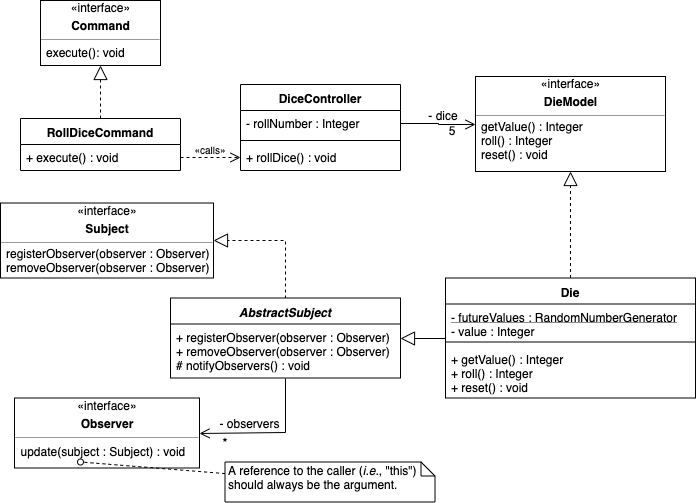 «interface»
Command
execute(): void
RollDiceCommand
+ execute() : void
«calls»
DiceController
- rollNumber : Integer
+ rollDice() : void
- dice
5
«interface»
DieModel
getValue() : Integer
roll() : Integer
reset() : void
«interface»
Subject
registerObserver(observer : Observer)
removeObserver(observer : Observer)
AbstractSubject
+ registerObserver(observer : Observer)
+ removeObserver(observer : Observer)
# notifyObservers() : void
Die
- futureValues : RandomNumberGenerator
- value : Integer
+ getValue() : Integer
+ roll() : Integer
+ reset() : void
- observers
*
«interface»
Observer
update(subject : Subject) : void
A reference to the caller (i.e., "this")
should always be the argument.